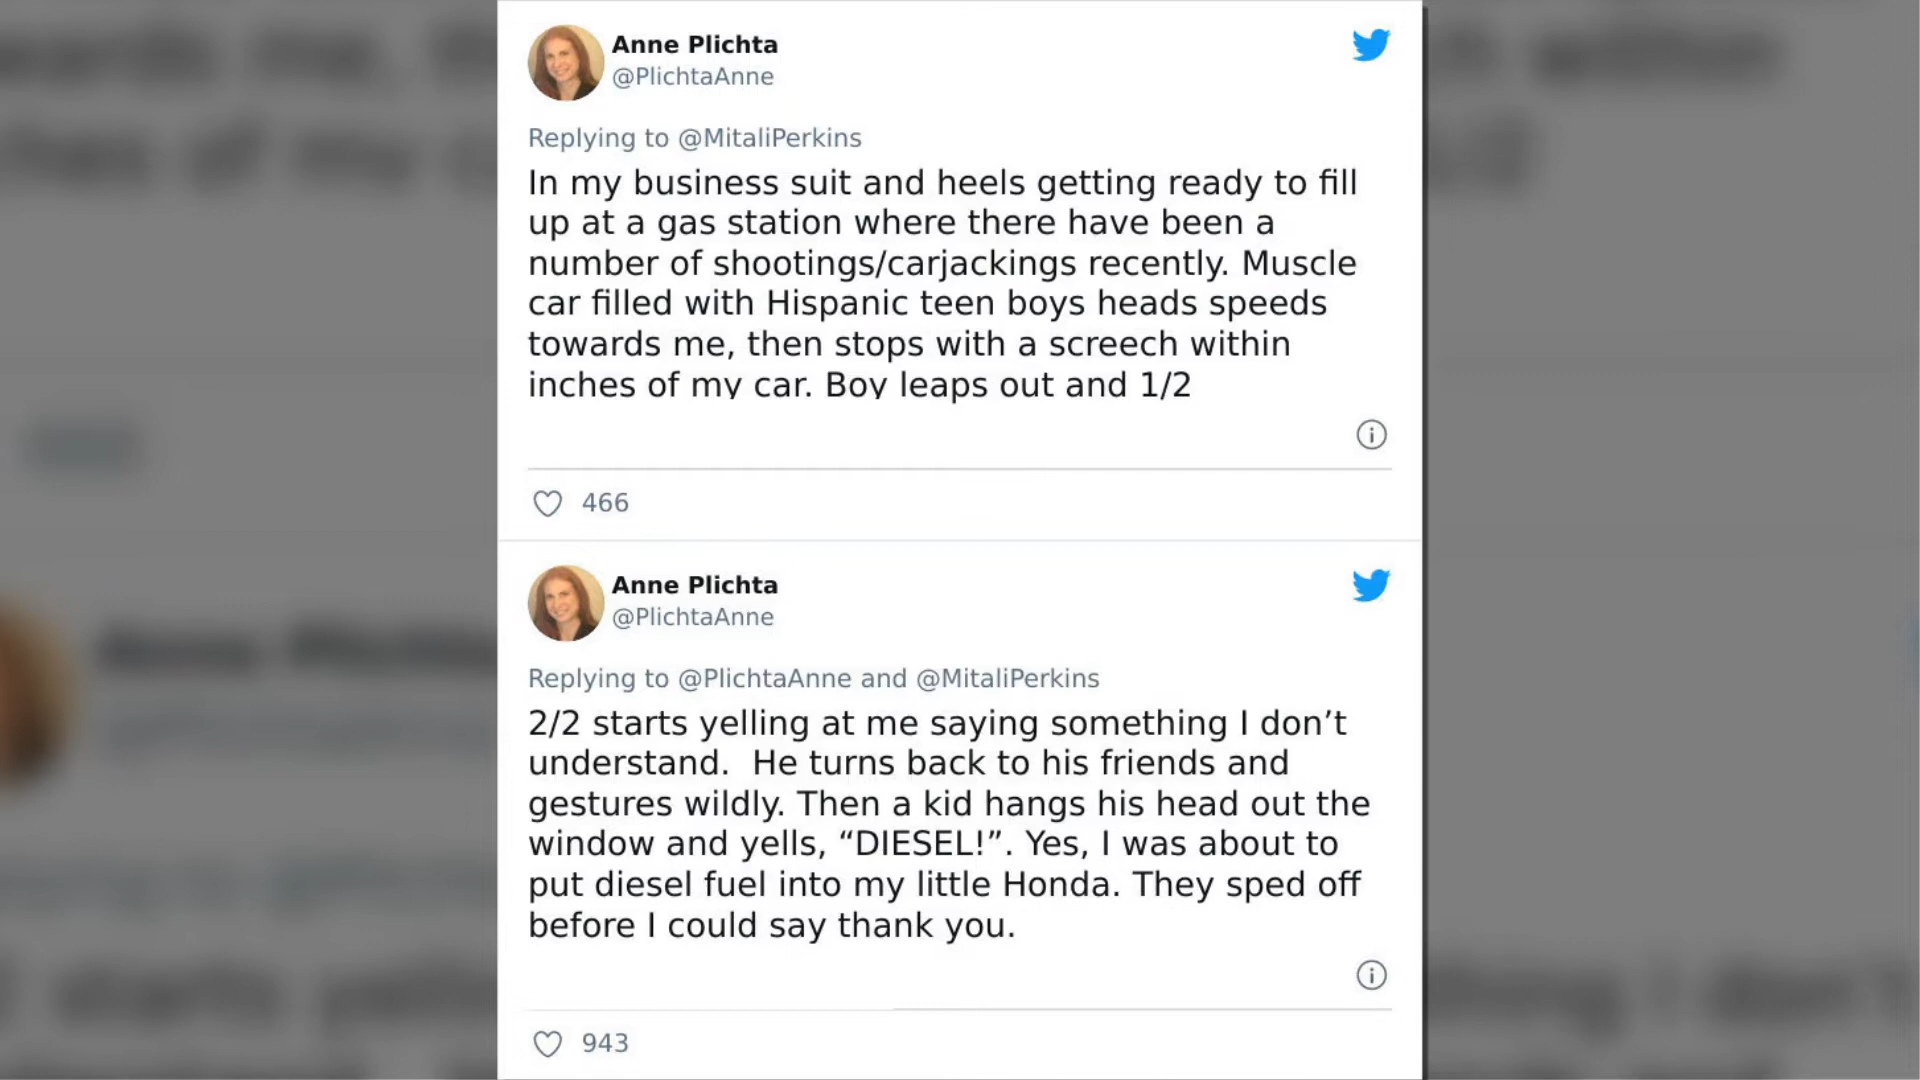 Anne Plichta
@PlichtaAnne
Replying to @MitaliPerkins
In my business suit and heels getting ready to fill
up at a gas station where there have been a
number of shootings/carjackings recently. Muscle
car filled with Hispanic teen boys heads speeds
towards me, then stops with a screech within
inches of my car. Boy leaps out and 1/2
466
Anne Plichta
@PlichtaAnne
Replying to @PlichtaAnne and @MitaliPerkins
2/2 starts yelling at me saying something I don’t
understand.  He turns back to his friends and
gestures wildly. Then a kid hangs his head out the
window and yells, “DIESEL!”. Yes, I was about to
put diesel fuel into my little Honda. They sped off
before I could say thank you.
943